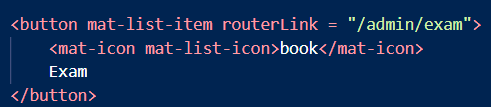 <button mat-list-item routerLink = "/admin/exam">
    <mat-icon mat-list-icon>book</mat-icon>
    Exam
</button>